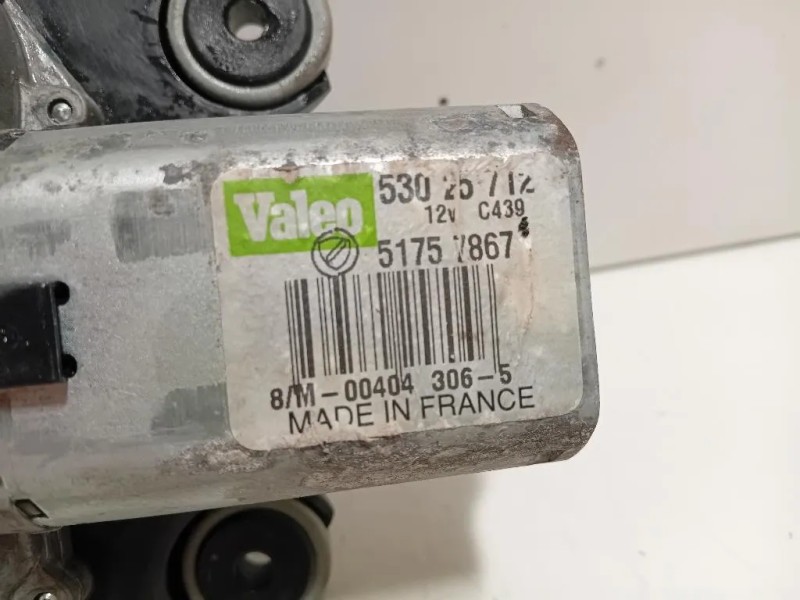 Valeo 530 25 712
12v C439
5175 7867
8/M-00404 306-5
MADE IN FRANCE